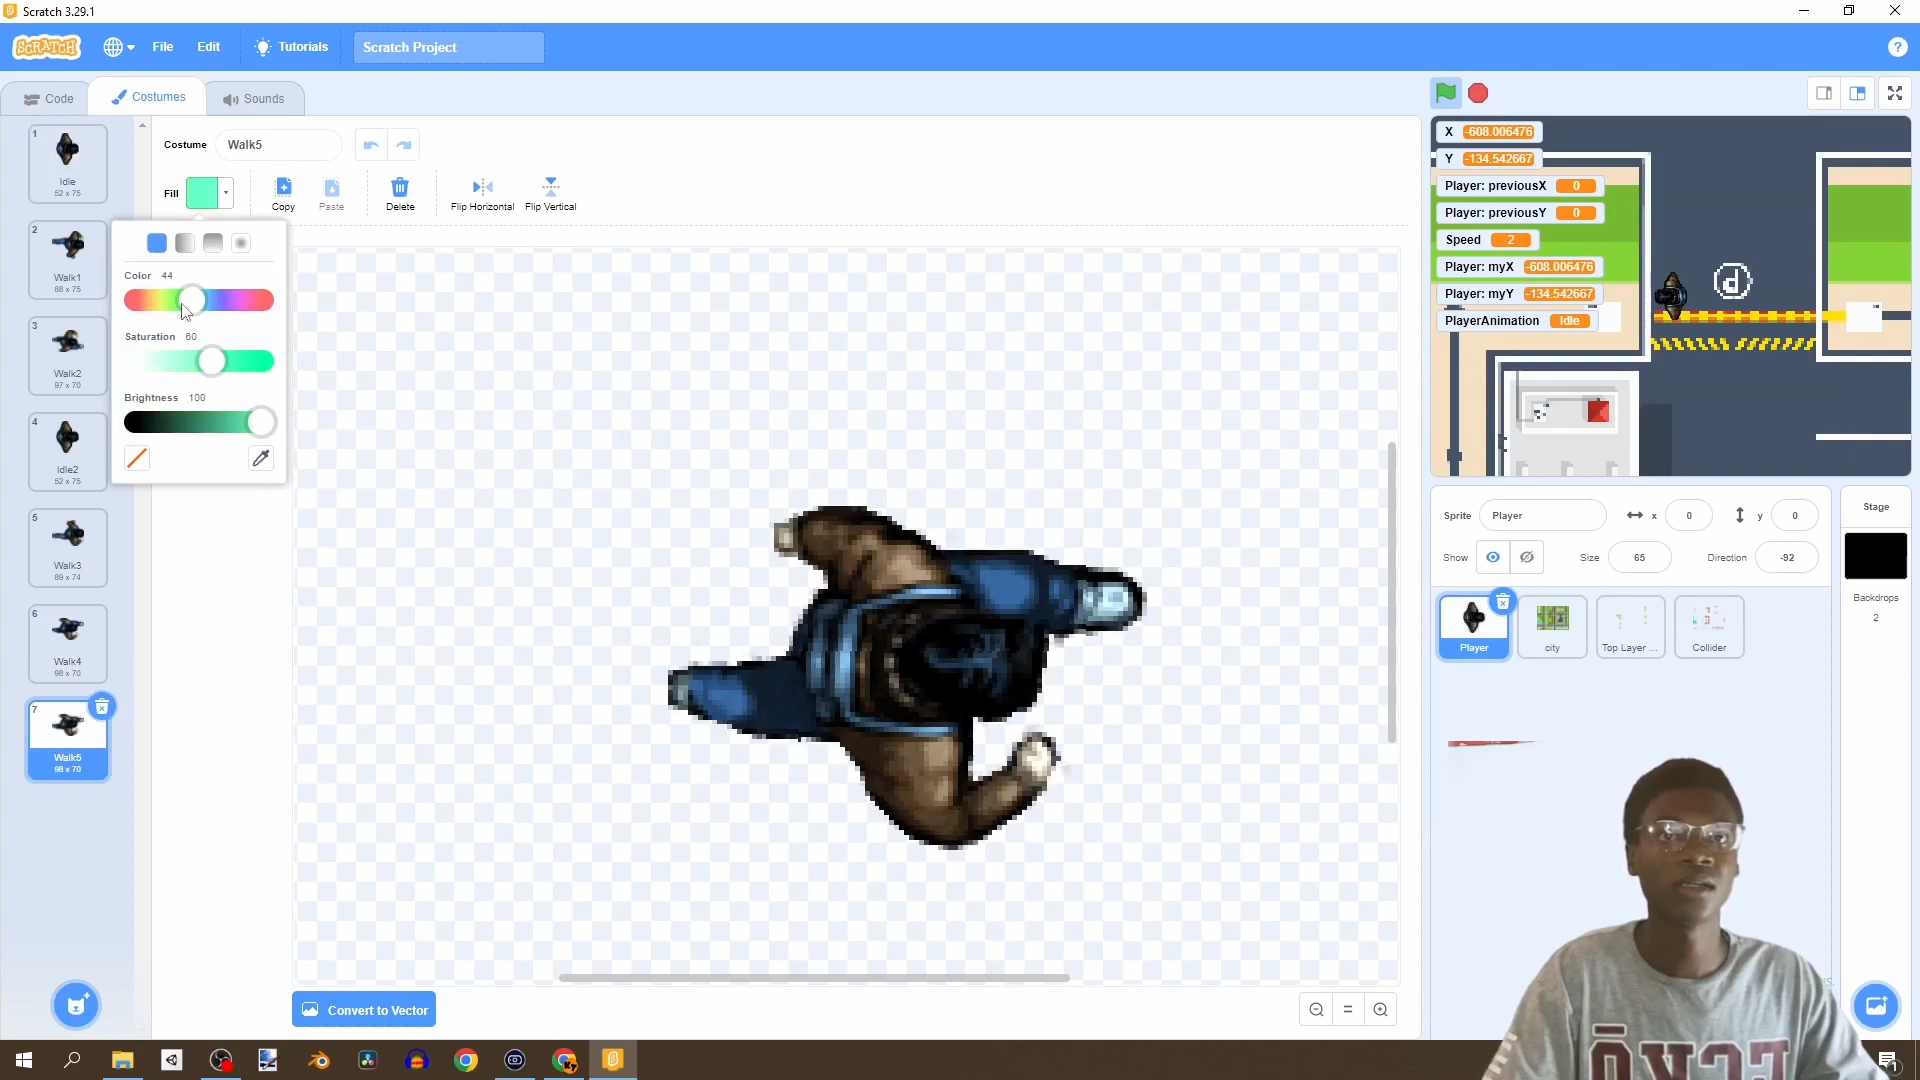 Scratch 3.29.1
SCRATCH
File
Edit
Tutorials
Scratch Project
Code
Costumes
Sounds
Costume
Walk5
Fill
Copy
Paste
Delete
Flip Horizontal
Flip Vertical
Color 44
Saturation 60
Brightness 100
1
Idle
52 x 75
2
Walk1
88 x 75
3
Walk2
97 x 70
4
Idle2
52 x 75
5
Walk3
89 x 74
6
Walk4
98 x 70
7
Walk5
98 x 70
Convert to Vector
X -608.006476
Y -134.542667
Player: previousX 0
Player: previousY 0
Speed 2
Player: myX -608.006476
Player: myY -134.542667
PlayerAnimation Idle
d
Sprite Player x 0 y 0
Show Size 65 Direction -92
Player
city
Top Layer ...
Collider
Stage
Backdrops
2